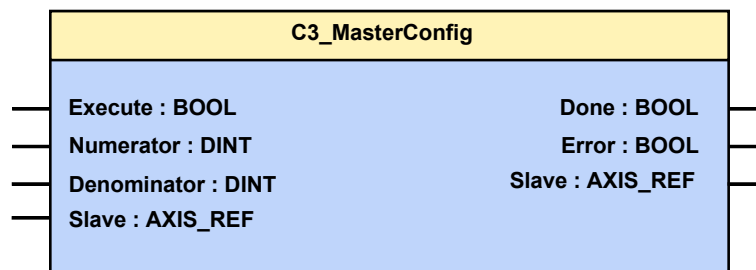 C3_MasterConfig
Execute : BOOL
Done : BOOL
Numerator : DINT
Error : BOOL
Denominator : DINT
Slave : AXIS_REF
Slave : AXIS_REF